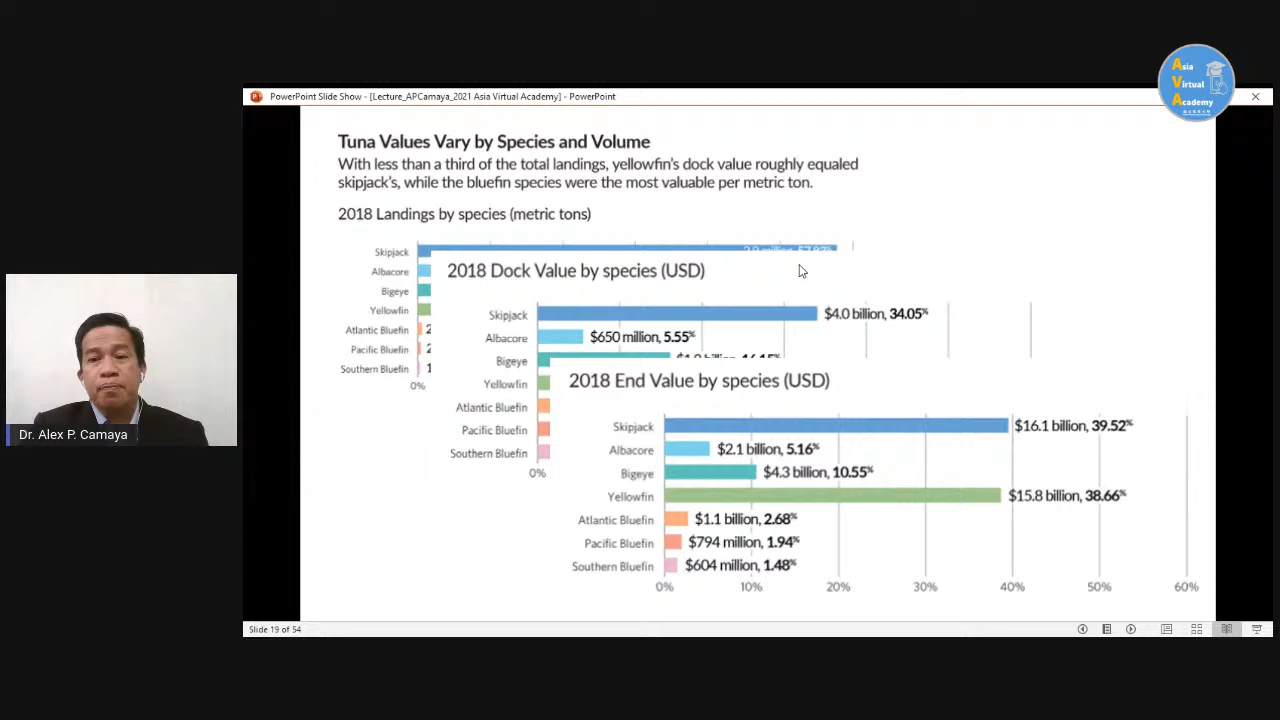 Asia
Virtual
Academy
PowerPoint Slide Show - [Lecture_APCamaya_2021 Asia Virtual Academy] - PowerPoint
Tuna Values Vary by Species and Volume
With less than a third of the total landings, yellowfin's dock value roughly equaled
skipjack's, while the bluefin species were the most valuable per metric ton.
2018 Landings by species (metric tons)
Skipjack
Albacore
Bigeye
Yellowfin
Atlantic Bluefin 2
Pacific Bluefin 2
Southern Bluefin 1
0%
2018 Dock Value by species (USD)
Skipjack $4.0 billion, 34.05%
Albacore $650 million, 5.55%
Bigeye
Yellowfin
Atlantic Bluefin
Pacific Bluefin
Southern Bluefin
0%
2018 End Value by species (USD)
Skipjack $16.1 billion, 39.52%
Albacore $2.1 billion, 5.16%
Bigeye $4.3 billion, 10.55%
Yellowfin $15.8 billion, 38.66%
Atlantic Bluefin $1.1 billion, 2.68%
Pacific Bluefin $794 million, 1.94%
Southern Bluefin $604 million, 1.48%
0% 10% 20% 30% 40% 50% 60%
Dr. Alex P. Camaya
Slide 19 of 54